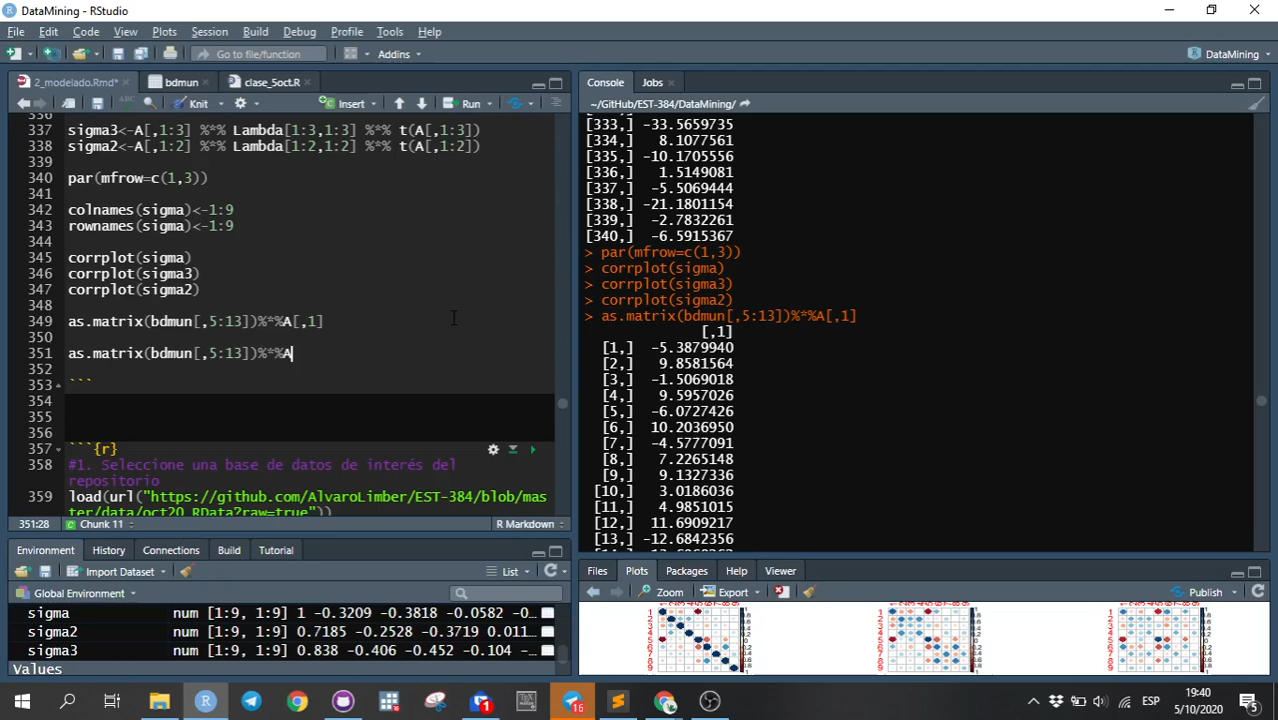 DataMining - RStudio
File Edit Code View Plots Session Build Debug Profile Tools Help
Go to file/function Addins DataMining
2_modelado.Rmd* bdmun clase_5oct.R
ABC Knit Insert Run
336
337 sigma3<-A[,1:3] %*% Lambda[1:3,1:3] %*% t(A[,1:3])
338 sigma2<-A[,1:2] %*% Lambda[1:2,1:2] %*% t(A[,1:2])
339
340 par(mfrow=c(1,3))
341
342 colnames(sigma)<-1:9
343 rownames(sigma)<-1:9
344
345 corrplot(sigma)
346 corrplot(sigma3)
347 corrplot(sigma2)
348
349 as.matrix(bdmun[,5:13])%*%A[,1]
350
351 as.matrix(bdmun[,5:13])%*%A
352
353 ```
354
355
356
357 ```{r}
358 #1. Seleccione una base de datos de interés del
repositorio
359 load(url("https://github.com/AlvaroLimber/EST-384/blob/mas
ter/data/oct20.RData?raw=true"))
351:28 Chunk 11 R Markdown
Environment History Connections Build Tutorial
Import Dataset List
Global Environment
sigma num [1:9, 1:9] 1 -0.3209 -0.3818 -0.0582 -0...
sigma2 num [1:9, 1:9] 0.7185 -0.2528 -0.3719 0.011...
sigma3 num [1:9, 1:9] 0.838 -0.406 -0.452 -0.104 -...
Values
Console Jobs
~/GitHub/EST-384/DataMining/
[333,] -33.5659735
[334,] 8.1077561
[335,] -10.1705556
[336,] 1.5149081
[337,] -5.5069444
[338,] -21.1801154
[339,] -2.7832261
[340,] -6.5915367
> par(mfrow=c(1,3))
> corrplot(sigma)
> corrplot(sigma3)
> corrplot(sigma2)
> as.matrix(bdmun[,5:13])%*%A[,1]
[,1]
[1,] -5.3879940
[2,] 9.8581564
[3,] -1.5069018
[4,] 9.5957026
[5,] -6.0727426
[6,] 10.2036950
[7,] -4.5777091
[8,] 7.2265148
[9,] 9.1327336
[10,] 3.0186036
[11,] 4.9851015
[12,] 11.6909217
[13,] -12.6842356
Files Plots Packages Help Viewer
Zoom Export Publish
16
1
ESP
19:40
5/10/2020
5